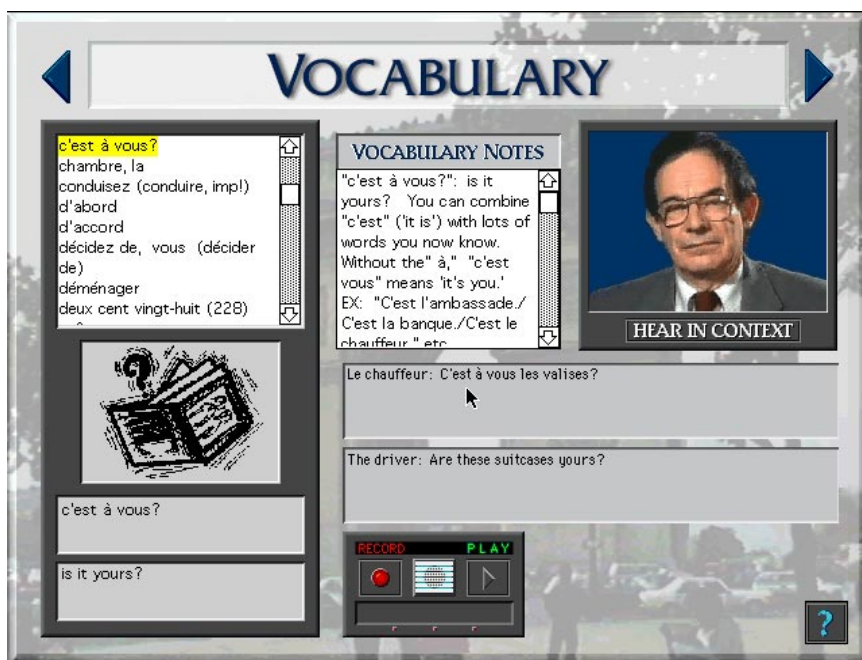 VOCABULARY
c'est à vous?
chambre, la
conduisez (conduire, imp!)
d'abord
d'accord
décidez de, vous (décider
de)
déménager
deux cent vingt-huit (228)
VOCABULARY NOTES
"c'est à vous?": is it
yours? You can combine
"c'est" ('it is') with lots of
words you now know.
Without the" à," "c'est
vous" means 'it's you.'
EX: "C'est l'ambassade./
C'est la banque./C'est le
chauffeur." etc
HEAR IN CONTEXT
Le chauffeur: C'est à vous les valises?
The driver: Are these suitcases yours?
c'est à vous?
is it yours?
RECORD PLAY
?